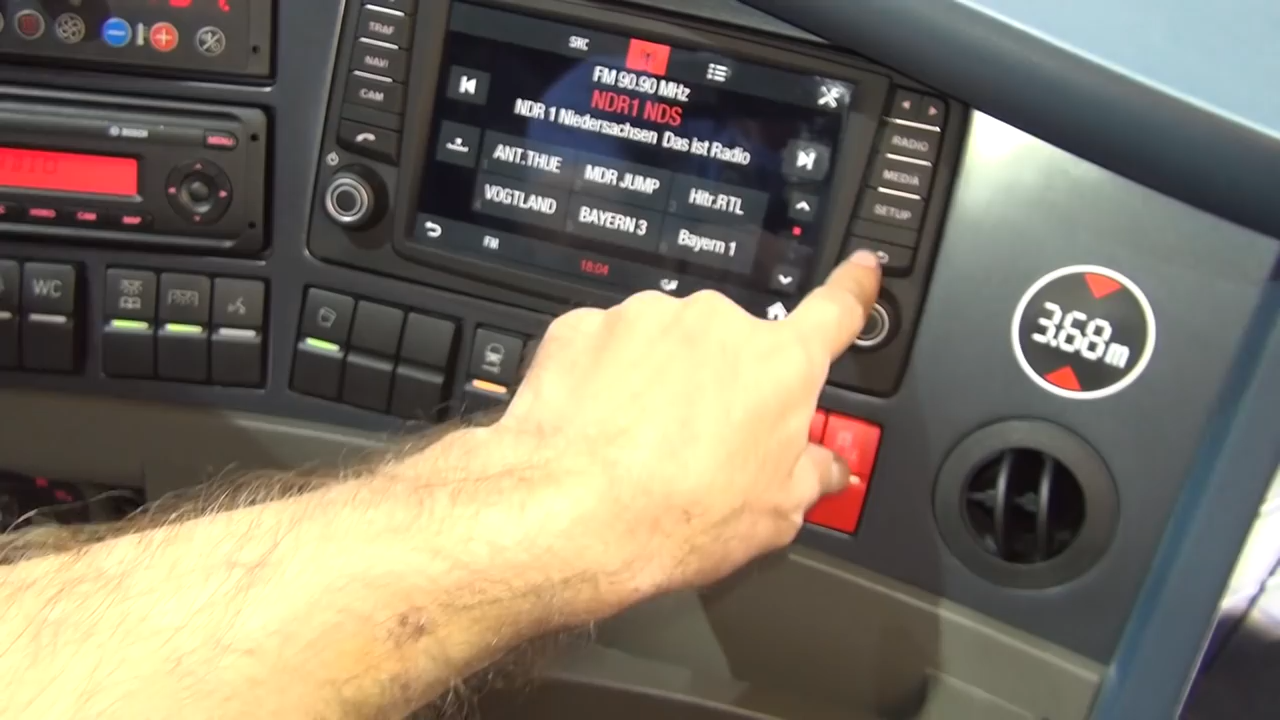 TRAF
NAVI
CAM
SRC
FM 90.90 MHz
NDR1 NDS
NDR 1 Niedersachsen Das ist Radio
ANT.THUE
MDR JUMP
Hitr.RTL
VOGTLAND
BAYERN 3
Bayern 1
FM
18:04
RADIO
MEDIA
SETUP
BOSCH
MENU
CAM
MAP
WC
3.68m